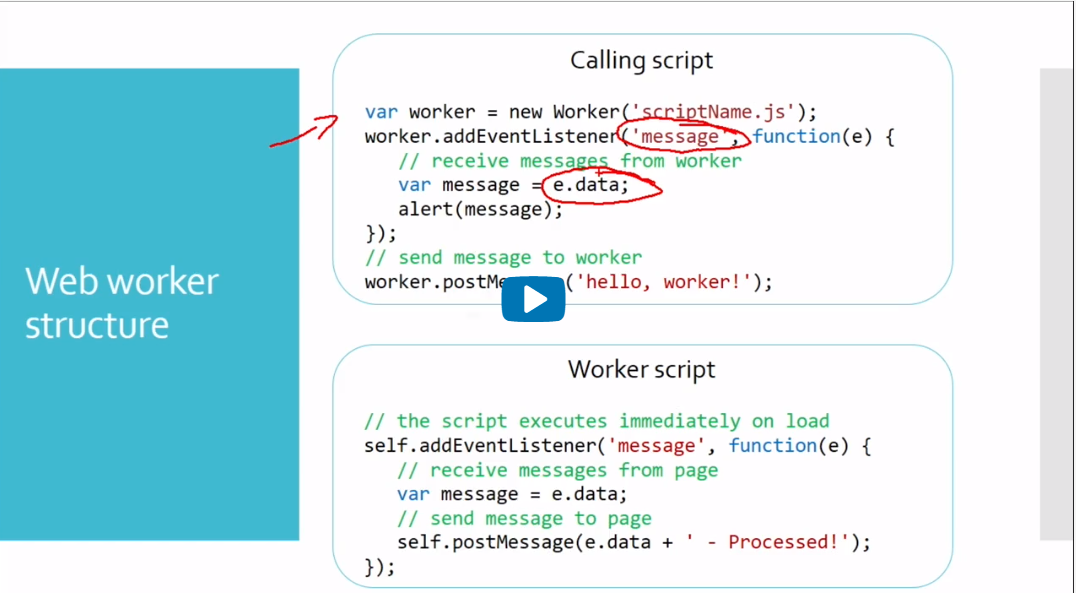 Web worker
structure
Calling script
var worker = new Worker('scriptName.js');
worker.addEventListener('message', function(e) {
// receive messages from worker
var message = e.data;
alert(message);
});
// send message to worker
worker.postMe ('hello, worker!');
Worker script
// the script executes immediately on load
self.addEventListener('message', function(e) {
// receive messages from page
var message = e.data;
// send message to page
self.postMessage(e.data + ' - Processed!');
});